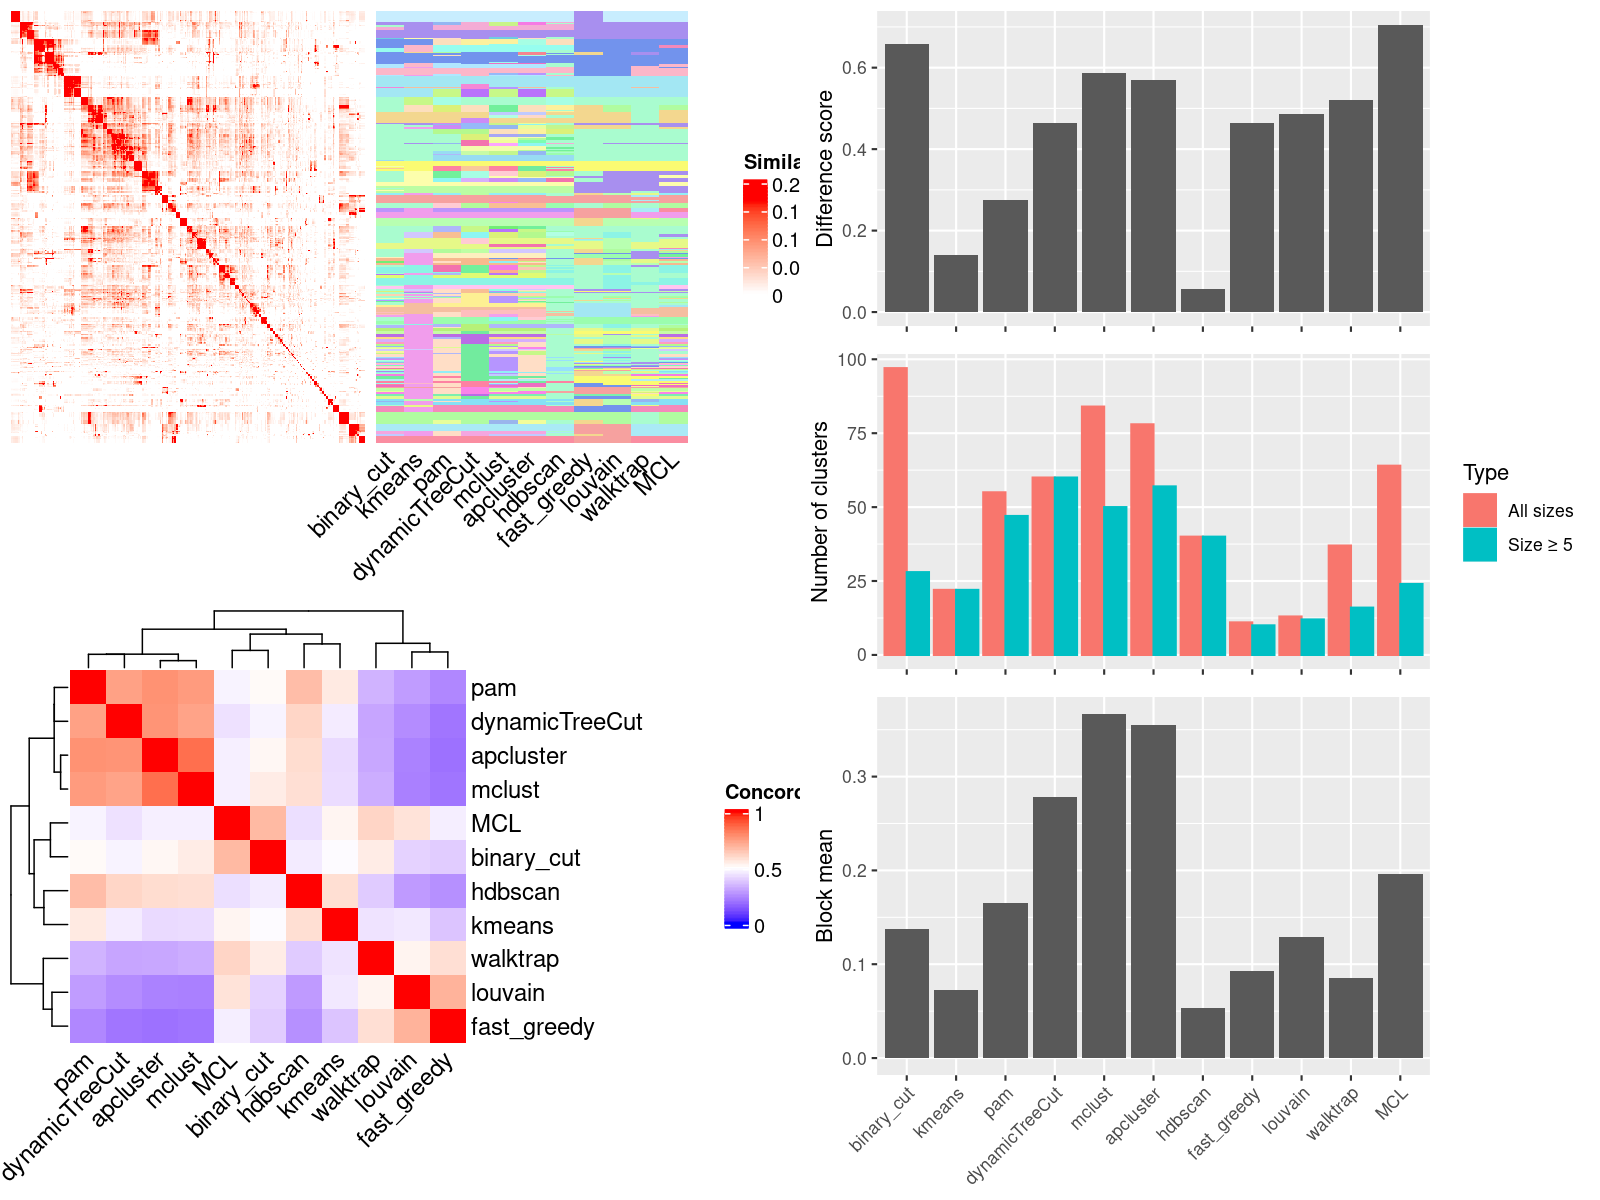 Simila
0.2
0.1
0.1
0.0
0
binary_cut
kmeans
pam
dynamicTreeCut
mclust
apcluster
hdbscan
fast_greedy
louvain
walktrap
MCL
pam
dynamicTreeCut
apcluster
mclust
MCL
binary_cut
hdbscan
kmeans
walktrap
louvain
fast_greedy
pam
dynamicTreeCut
apcluster
mclust
MCL
binary_cut
hdbscan
kmeans
walktrap
louvain
fast_greedy
Concord
1
0.5
0
Difference score
0.6
0.4
0.2
0.0
Number of clusters
100
75
50
25
0
Type
All sizes
Size ≥ 5
Block mean
0.3
0.2
0.1
0.0
binary_cut
kmeans
pam
dynamicTreeCut
mclust
apcluster
hdbscan
fast_greedy
louvain
walktrap
MCL